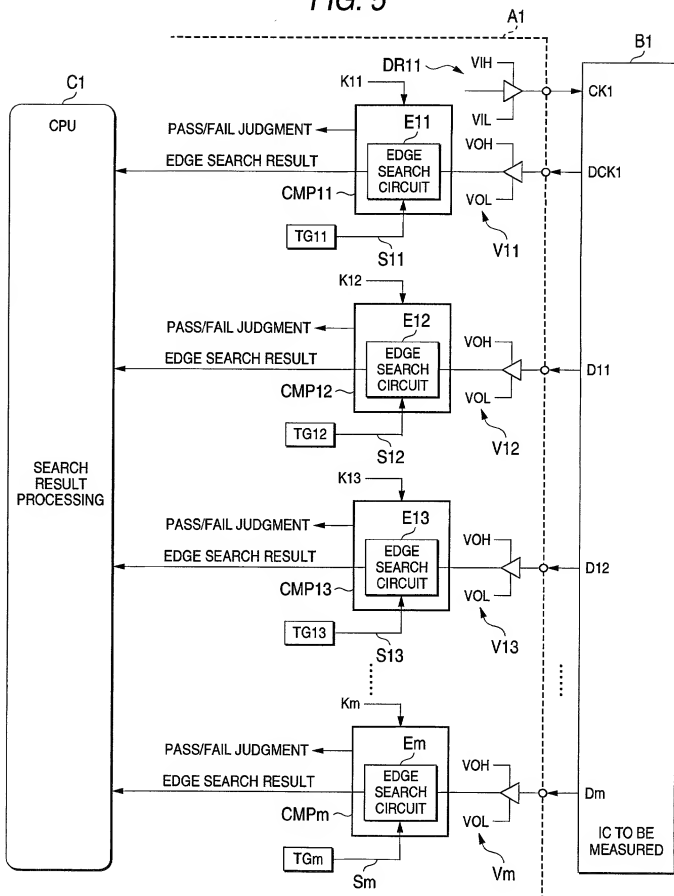 FIG. 5
A1
B1
C1
DR11
VIH
VIL
CK1
K11
CPU
PASS/FAIL JUDGMENT
E11
EDGE SEARCH RESULT
EDGE
SEARCH
CIRCUIT
VOH
DCK1
CMP11
VOL
TG11
S11
V11
K12
PASS/FAIL JUDGMENT
E12
EDGE SEARCH RESULT
EDGE
SEARCH
CIRCUIT
VOH
D11
CMP12
VOL
TG12
S12
V12
SEARCH
RESULT
PROCESSING
K13
PASS/FAIL JUDGMENT
E13
EDGE SEARCH RESULT
EDGE
SEARCH
CIRCUIT
VOH
D12
CMP13
VOL
TG13
S13
V13
Km
PASS/FAIL JUDGMENT
Em
EDGE SEARCH RESULT
EDGE
SEARCH
CIRCUIT
VOH
Dm
CMPm
VOL
TGm
Sm
Vm
IC TO BE
MEASURED